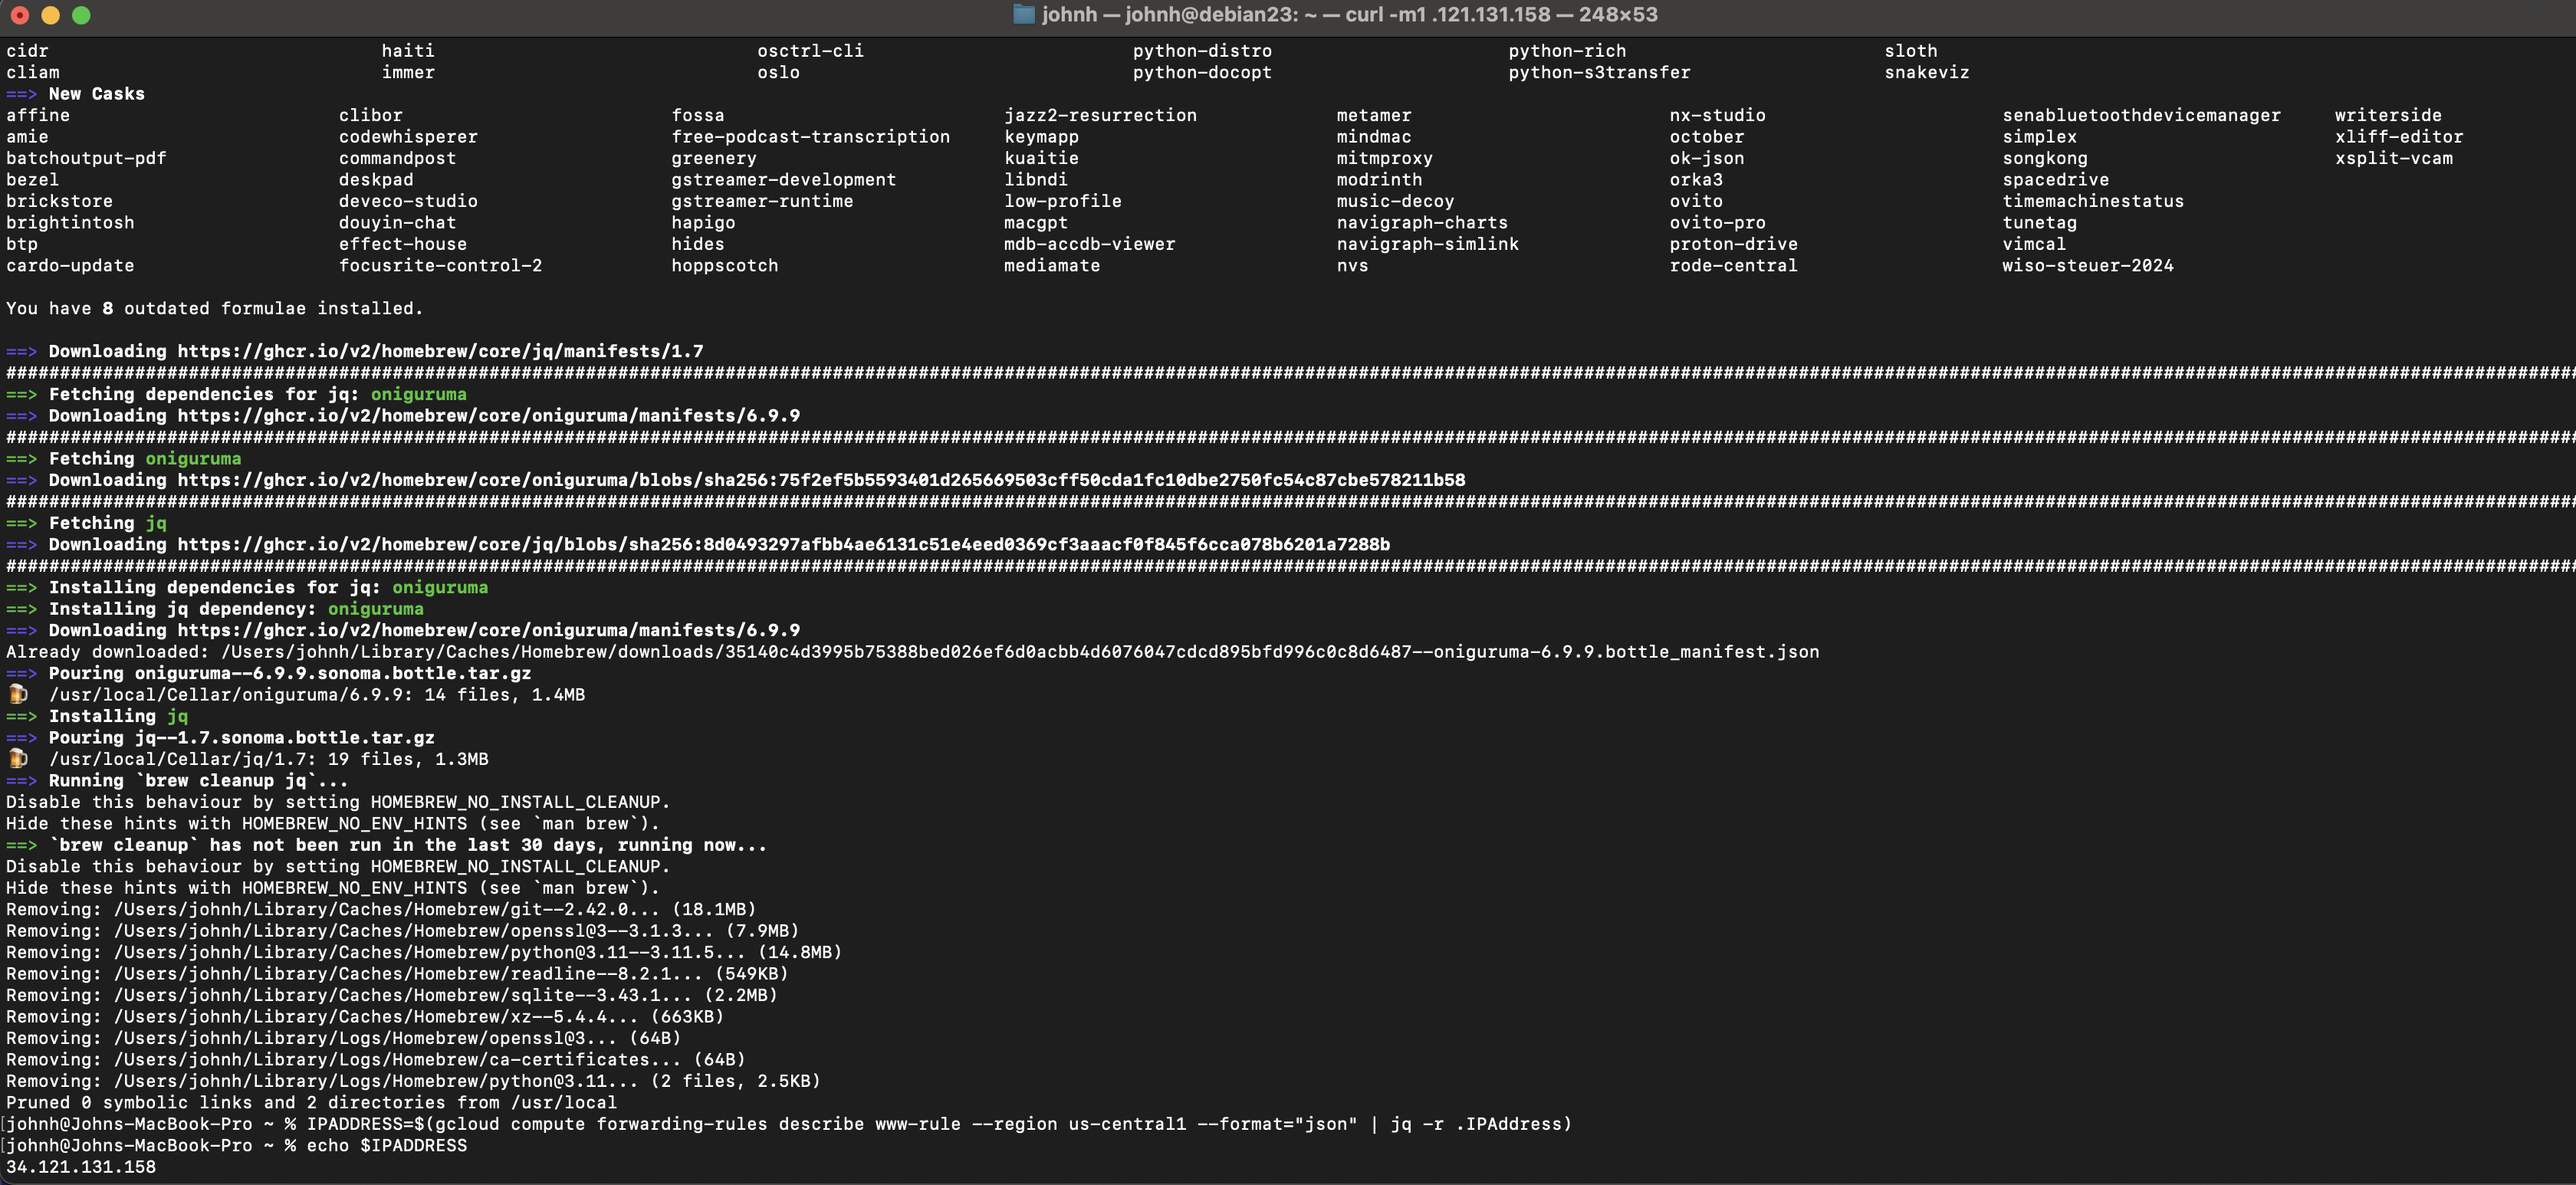 johnh — johnh@debian23: ~ — curl -m1 .121.131.158 — 248×53
cidr haiti osctrl-cli python-distro python-rich sloth
cliam immer oslo python-docopt python-s3transfer snakeviz
==> New Casks
affine clibor fossa jazz2-resurrection metamer nx-studio senabluetoothdevicemanager writerside
amie codewhisperer free-podcast-transcription keymapp mindmac october simplex xliff-editor
batchoutput-pdf commandpost greenery kuaitie mitmproxy ok-json songkong xsplit-vcam
bezel deskpad gstreamer-development libndi modrinth orka3 spacedrive
brickstore deveco-studio gstreamer-runtime low-profile music-decoy ovito timemachinestatus
brightintosh douyin-chat hapigo macgpt navigraph-charts ovito-pro tunetag
btp effect-house hides mdb-accdb-viewer navigraph-simlink proton-drive vimcal
cardo-update focusrite-control-2 hoppscotch mediamate nvs rode-central wiso-steuer-2024
You have 8 outdated formulae installed.
==> Downloading https://ghcr.io/v2/homebrew/core/jq/manifests/1.7
==> Fetching dependencies for jq: oniguruma
==> Downloading https://ghcr.io/v2/homebrew/core/oniguruma/manifests/6.9.9
==> Fetching oniguruma
==> Downloading https://ghcr.io/v2/homebrew/core/oniguruma/blobs/sha256:75f2ef5b5593401d265669503cff50cda1fc10dbe2750fc54c87cbe578211b58
==> Fetching jq
==> Downloading https://ghcr.io/v2/homebrew/core/jq/blobs/sha256:8d0493297afbb4ae6131c51e4eed0369cf3aaacf0f845f6cca078b6201a7288b
==> Installing dependencies for jq: oniguruma
==> Installing jq dependency: oniguruma
==> Downloading https://ghcr.io/v2/homebrew/core/oniguruma/manifests/6.9.9
Already downloaded: /Users/johnh/Library/Caches/Homebrew/downloads/35140c4d3995b75388bed026ef6d0acbb4d6076047cdcd895bfd996c0c8d6487--oniguruma-6.9.9.bottle_manifest.json
==> Pouring oniguruma--6.9.9.sonoma.bottle.tar.gz
🍺 /usr/local/Cellar/oniguruma/6.9.9: 14 files, 1.4MB
==> Installing jq
==> Pouring jq--1.7.sonoma.bottle.tar.gz
🍺 /usr/local/Cellar/jq/1.7: 19 files, 1.3MB
==> Running `brew cleanup jq`...
Disable this behaviour by setting HOMEBREW_NO_INSTALL_CLEANUP.
Hide these hints with HOMEBREW_NO_ENV_HINTS (see `man brew`).
==> `brew cleanup` has not been run in the last 30 days, running now...
Disable this behaviour by setting HOMEBREW_NO_INSTALL_CLEANUP.
Hide these hints with HOMEBREW_NO_ENV_HINTS (see `man brew`).
Removing: /Users/johnh/Library/Caches/Homebrew/git--2.42.0... (18.1MB)
Removing: /Users/johnh/Library/Caches/Homebrew/openssl@3--3.1.3... (7.9MB)
Removing: /Users/johnh/Library/Caches/Homebrew/python@3.11--3.11.5... (14.8MB)
Removing: /Users/johnh/Library/Caches/Homebrew/readline--8.2.1... (549KB)
Removing: /Users/johnh/Library/Caches/Homebrew/sqlite--3.43.1... (2.2MB)
Removing: /Users/johnh/Library/Caches/Homebrew/xz--5.4.4... (663KB)
Removing: /Users/johnh/Library/Logs/Homebrew/openssl@3... (64B)
Removing: /Users/johnh/Library/Logs/Homebrew/ca-certificates... (64B)
Removing: /Users/johnh/Library/Logs/Homebrew/python@3.11... (2 files, 2.5KB)
Pruned 0 symbolic links and 2 directories from /usr/local
[johnh@Johns-MacBook-Pro ~ % IPADDRESS=$(gcloud compute forwarding-rules describe www-rule --region us-central1 --format="json" | jq -r .IPAddress)
[johnh@Johns-MacBook-Pro ~ % echo $IPADDRESS
34.121.131.158